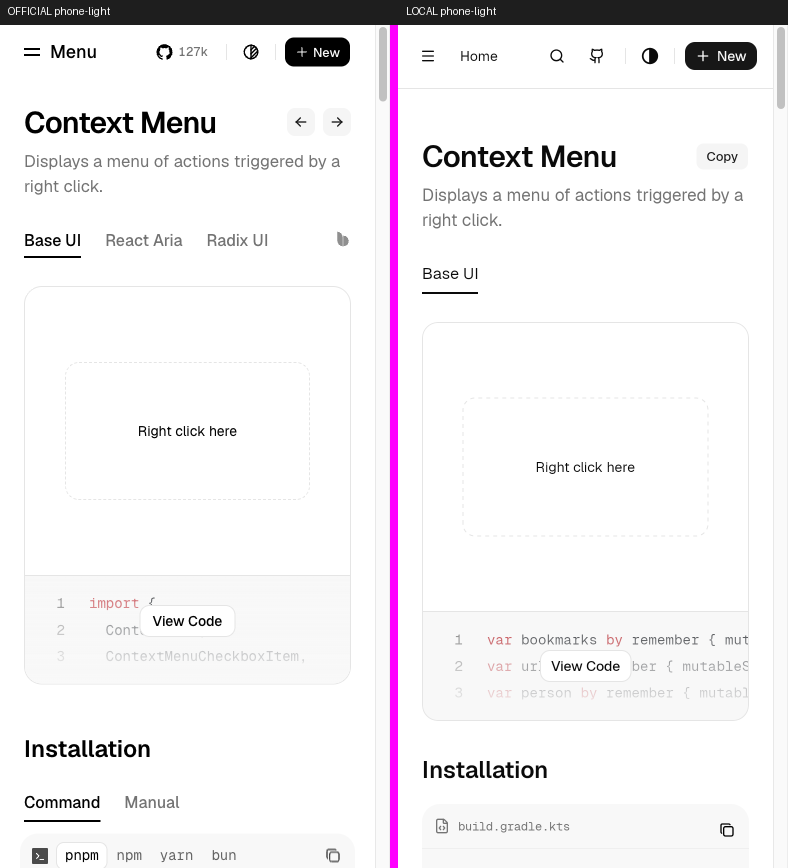 OFFICIAL phone-light
Menu
127k
New
Context Menu
Displays a menu of actions triggered by a
right click.
Base UI
React Aria
Radix UI
Right click here
1 import {
2 Cont
3 ContextMenuCheckboxItem,
View Code
Installation
Command
Manual
pnpm
npm
yarn
bun
LOCAL phone-light
Home
New
Context Menu
Copy
Displays a menu of actions triggered by a
right click.
Base UI
Right click here
1 var bookmarks by remember { mut
2 var url ber { mutableS
3 var person by remember { mutabl
View Code
Installation
build.gradle.kts